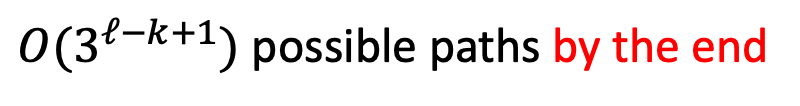 O(3^{ℓ−k+1}) possible paths by the end